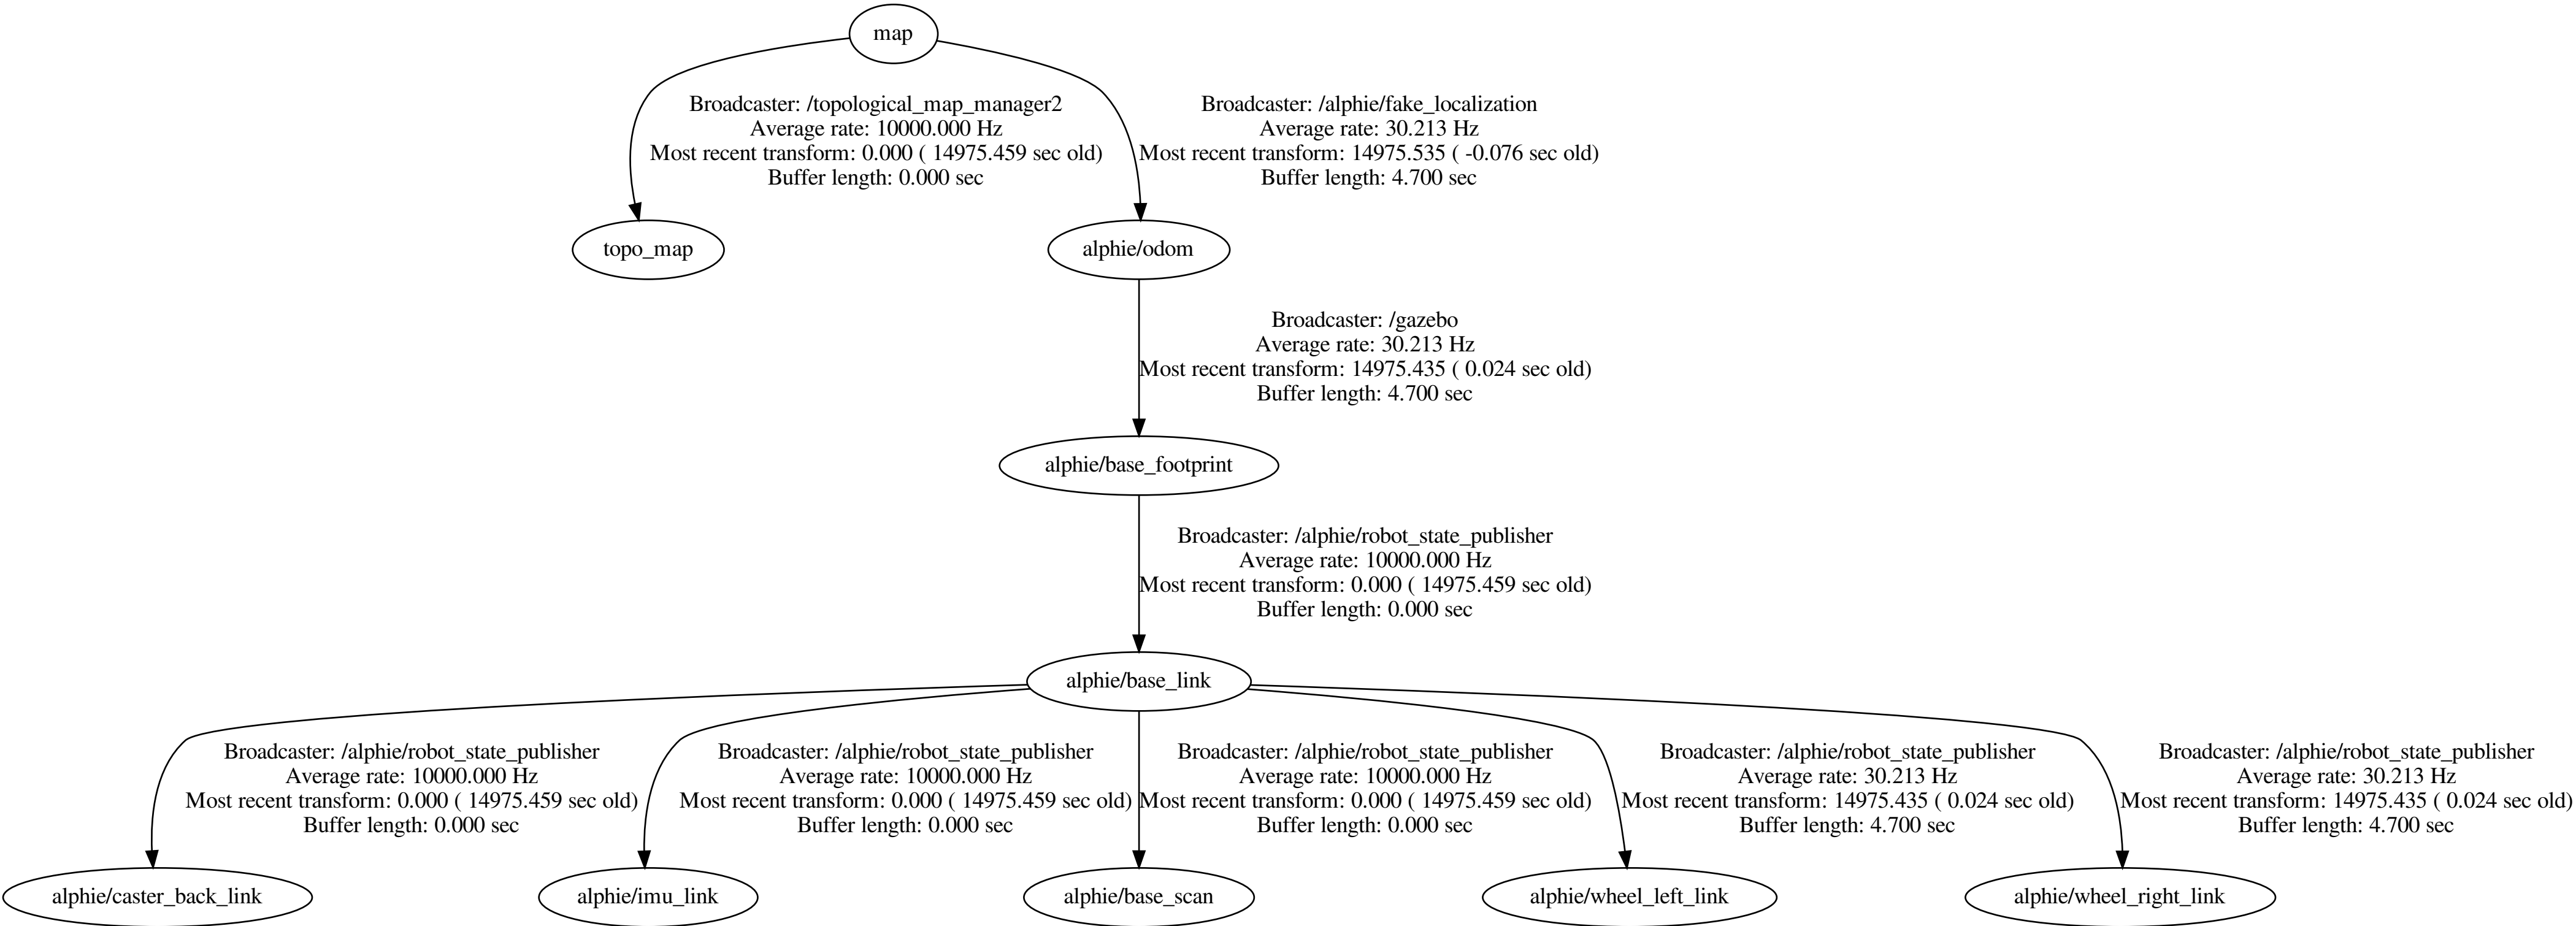 map
Broadcaster: /topological_map_manager2
Average rate: 10000.000 Hz
Most recent transform: 0.000 ( 14975.459 sec old)
Buffer length: 0.000 sec
Broadcaster: /alphie/fake_localization
Average rate: 30.213 Hz
Most recent transform: 14975.535 ( -0.076 sec old)
Buffer length: 4.700 sec
topo_map
alphie/odom
Broadcaster: /gazebo
Average rate: 30.213 Hz
Most recent transform: 14975.435 ( 0.024 sec old)
Buffer length: 4.700 sec
alphie/base_footprint
Broadcaster: /alphie/robot_state_publisher
Average rate: 10000.000 Hz
Most recent transform: 0.000 ( 14975.459 sec old)
Buffer length: 0.000 sec
alphie/base_link
Broadcaster: /alphie/robot_state_publisher
Average rate: 10000.000 Hz
Most recent transform: 0.000 ( 14975.459 sec old)
Buffer length: 0.000 sec
Broadcaster: /alphie/robot_state_publisher
Average rate: 10000.000 Hz
Most recent transform: 0.000 ( 14975.459 sec old)
Buffer length: 0.000 sec
Broadcaster: /alphie/robot_state_publisher
Average rate: 10000.000 Hz
Most recent transform: 0.000 ( 14975.459 sec old)
Buffer length: 0.000 sec
Broadcaster: /alphie/robot_state_publisher
Average rate: 30.213 Hz
Most recent transform: 14975.435 ( 0.024 sec old)
Buffer length: 4.700 sec
Broadcaster: /alphie/robot_state_publisher
Average rate: 30.213 Hz
Most recent transform: 14975.435 ( 0.024 sec old)
Buffer length: 4.700 sec
alphie/caster_back_link
alphie/imu_link
alphie/base_scan
alphie/wheel_left_link
alphie/wheel_right_link